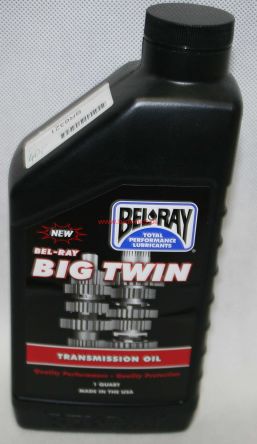 NEW
BEL-RAY
TOTAL
PERFORMANCE
LUBRICANTS
BEL-RAY
BIG TWIN
TRANSMISSION OIL
Quality Performance - Quality Protection
1 QUART
MADE IN THE USA